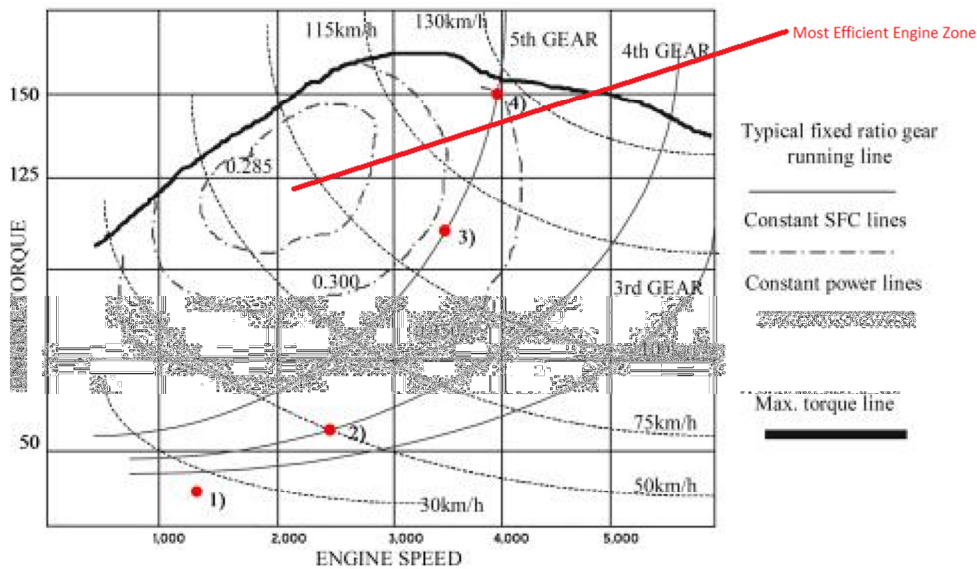 115km/h
130km/h
5th GEAR
4th GEAR
Most Efficient Engine Zone
150
4)
0.285
125
3)
0.300
3rd GEAR
TORQUE
2)
75km/h
50
50km/h
1)
30km/h
1,000
2,000
3,000
4,000
5,000
ENGINE SPEED
Typical fixed ratio gear
running line
Constant SFC lines
Constant power lines
Max. torque line